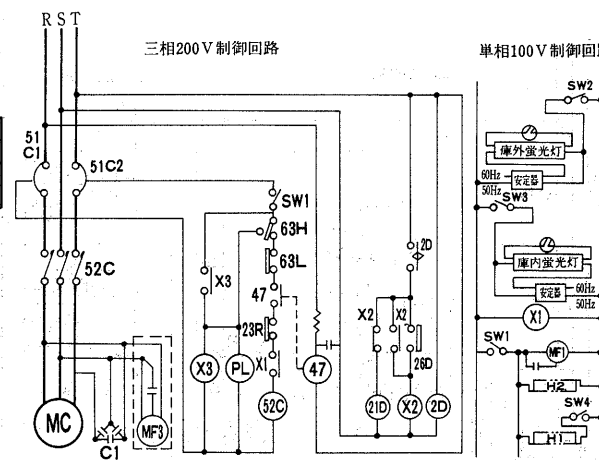 R S T
三相200V制御回路
単相100V制御回
51
C1
51C2
52C
MC
C1
MF3
X3
X3
PL
SW1
63H
63L
47
23R
X1
52C
47
2D
X2
X2
26D
21D
X2
2D
SW2
庫外蛍光灯
60Hz
50Hz
安定器
SW3
庫内蛍光灯
安定器
60Hz
50Hz
X1
SW1
MF1
H2
SW4
H1